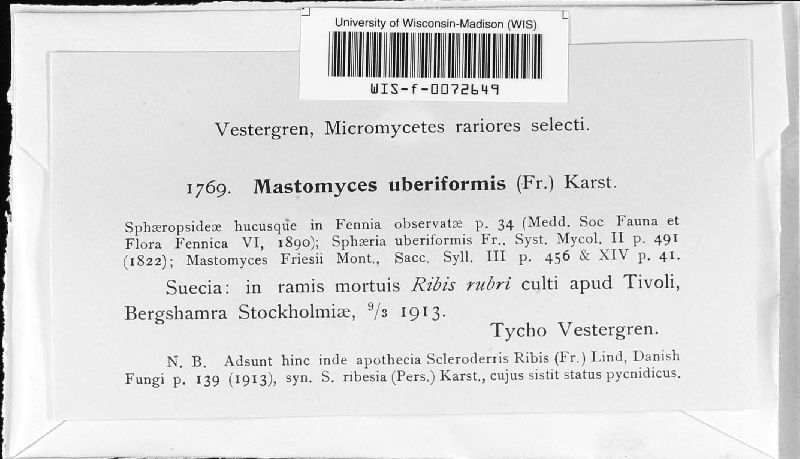 University of Wisconsin-Madison (WIS)
WIS-f-0072649
Vestergren, Micromycetes rariores selecti.
1769. Mastomyces uberiformis (Fr.) Karst.
Sphæropsideæ hucusque in Fennia observatæ p. 34 (Medd. Soc Fauna et
Flora Fennica VI, 1890); Sphæria uberiformis Fr., Syst. Mycol. II p. 491
(1822); Mastomyces Friesii Mont., Sacc. Syll. III p. 456 & XIV p. 41.
Suecia: in ramis mortuis Ribis rubri culti apud Tivoli,
Bergshamra Stockholmiæ, 9/3 1913.
Tycho Vestergren.
N. B. Adsunt hinc inde apothecia Scleroderris Ribis (Fr.) Lind, Danish
Fungi p. 139 (1913), syn. S. ribesia (Pers.) Karst., cujus sistit status pycnidicus.